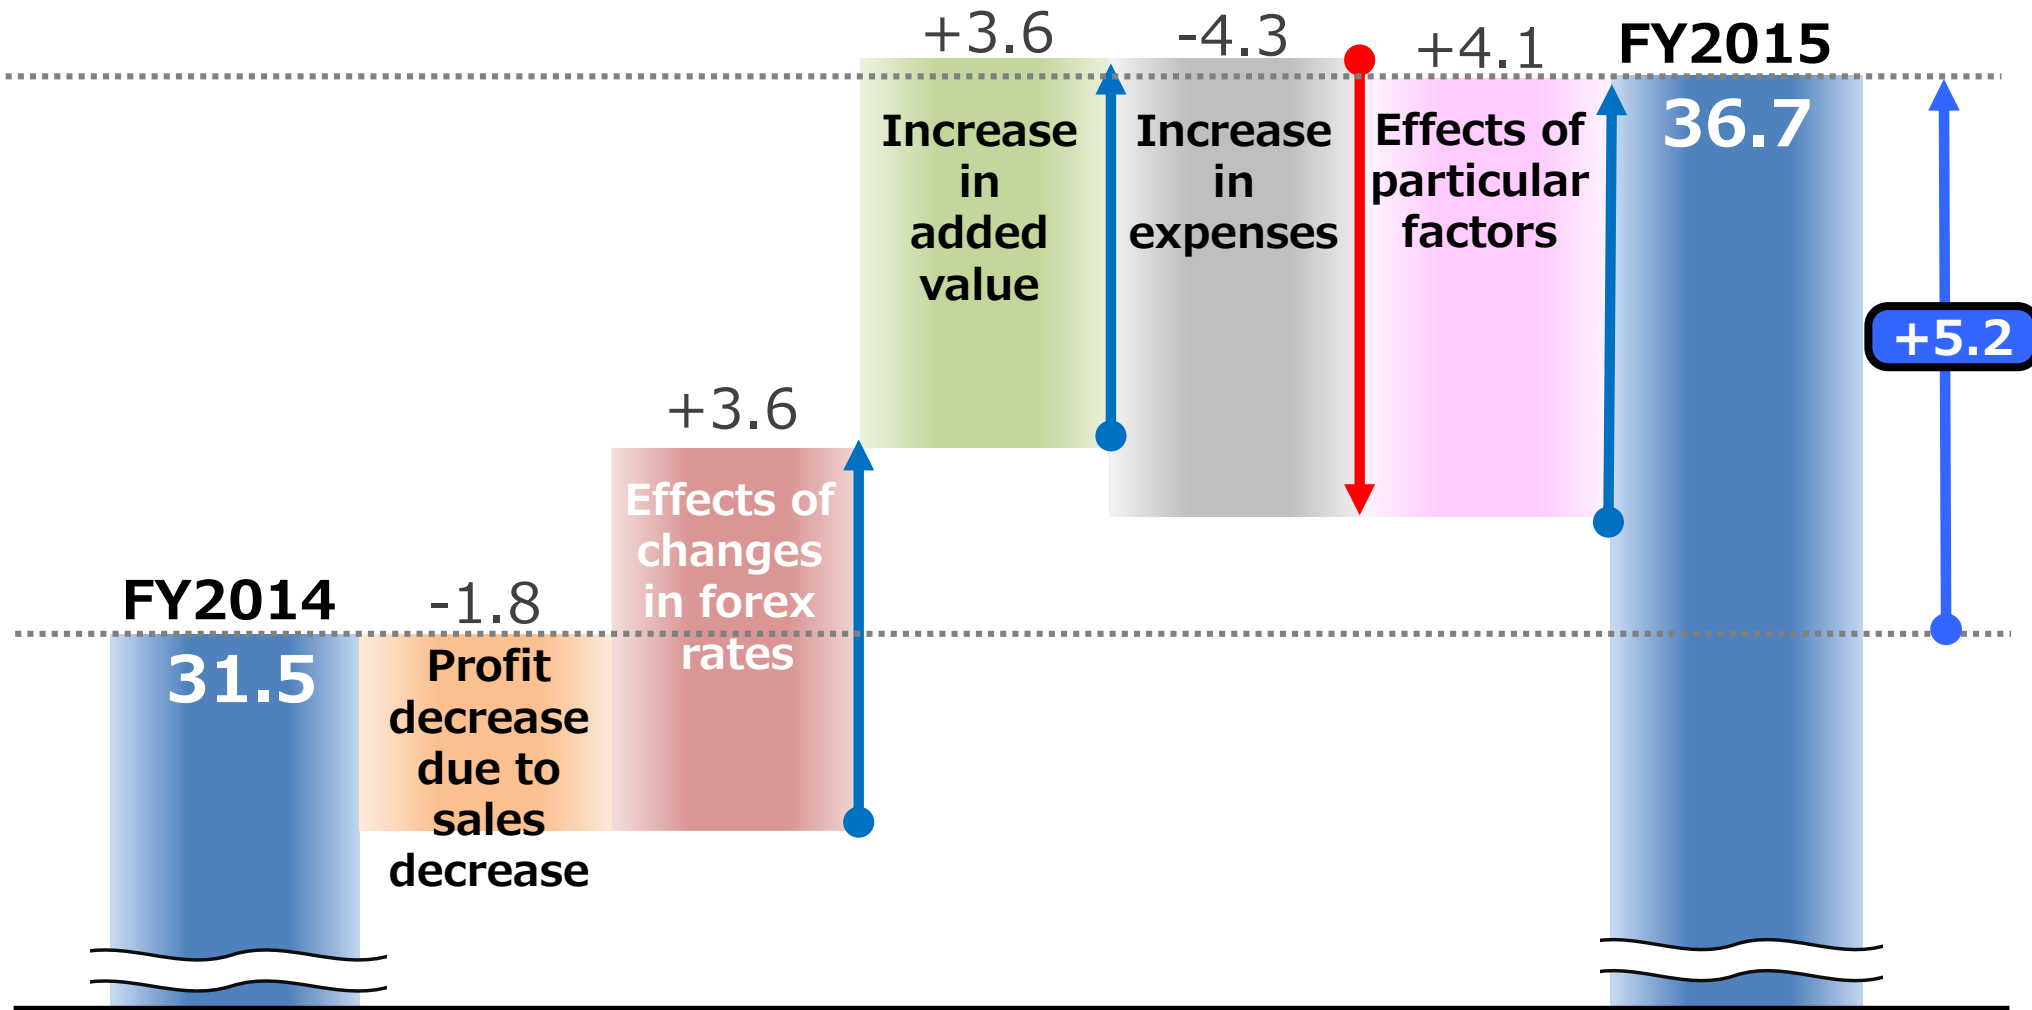 FY2014
31.5
-1.8
Profit
decrease
due to
sales
decrease
+3.6
Effects of
changes
in forex
rates
+3.6
Increase
in
added
value
-4.3
Increase
in
expenses
+4.1
Effects of
particular
factors
FY2015
36.7
+5.2